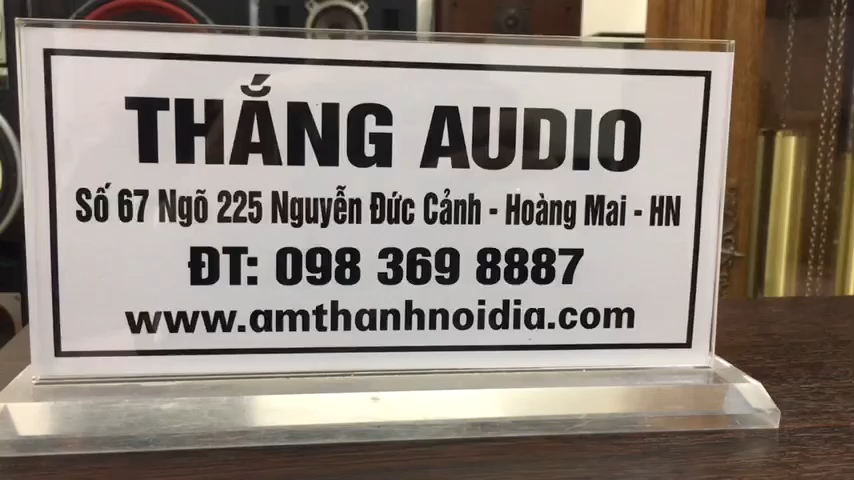 THẮNG AUDIO
Số 67 Ngõ 225 Nguyễn Đức Cảnh - Hoàng Mai - HN
ĐT: 098 369 8887
www.amthanhnoidia.com